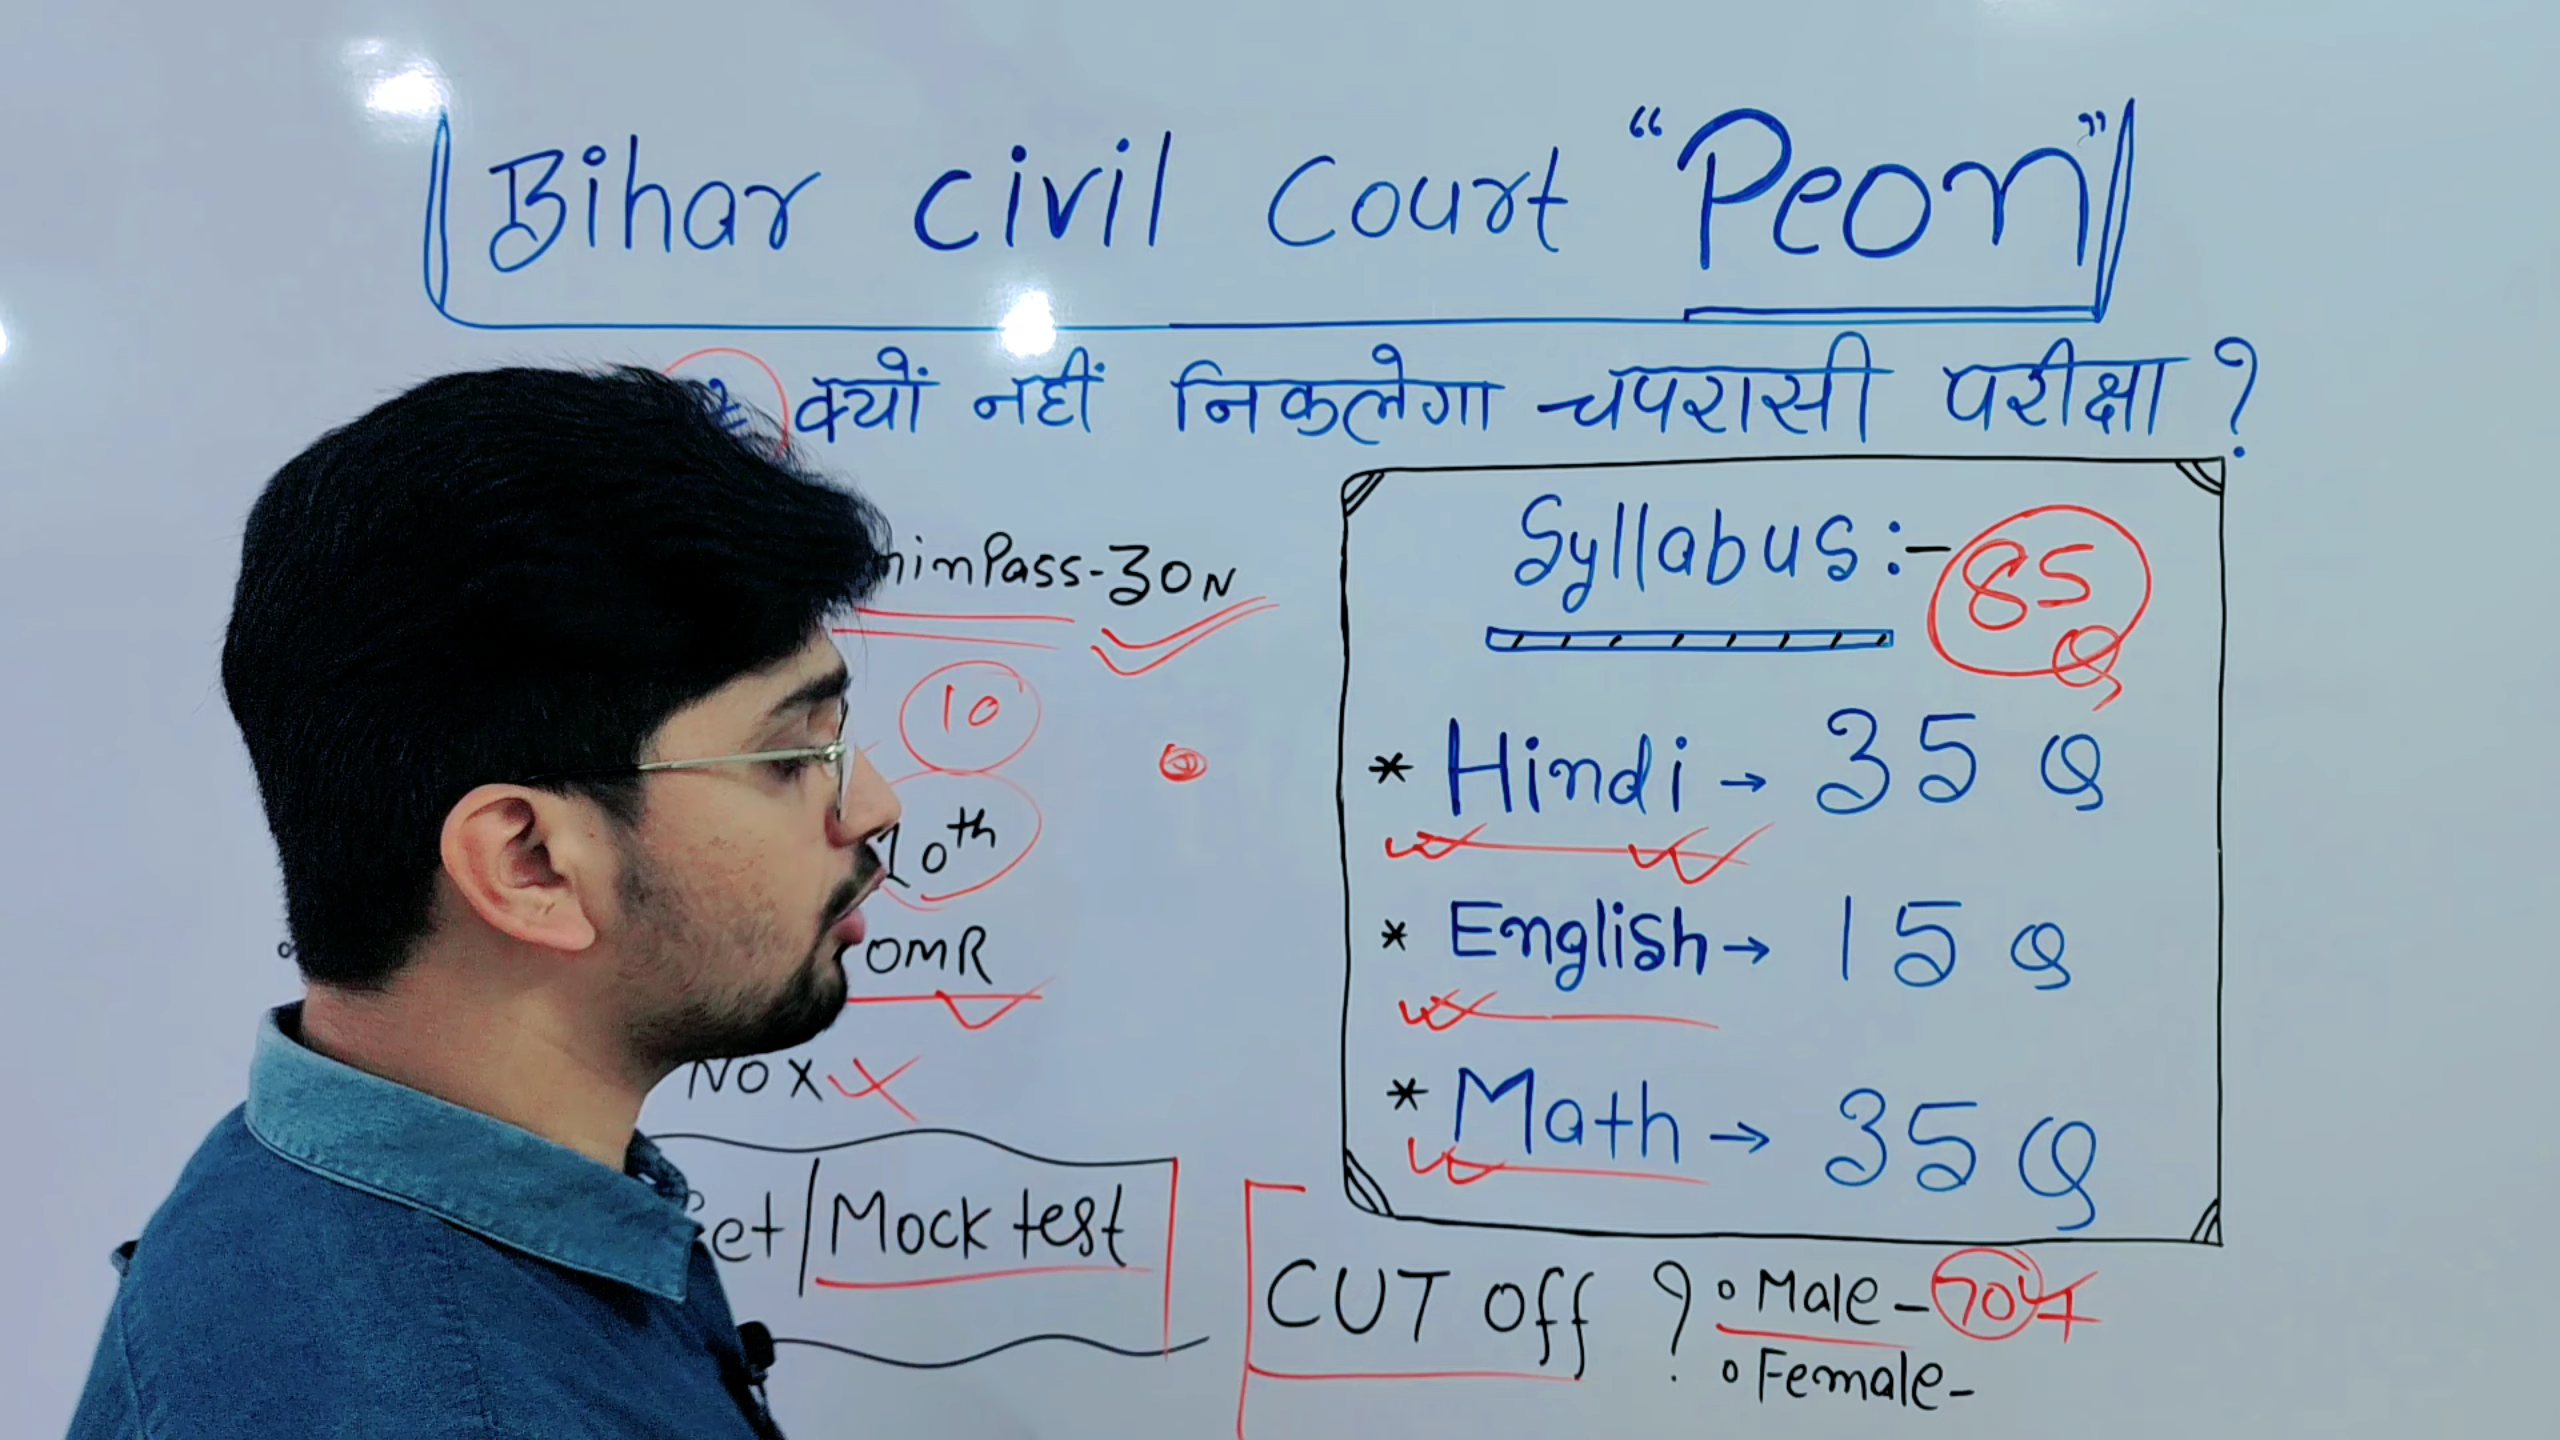 Bihar Civil Court "Peon"
क्यों नहीं निकलेगा चपरासी परीक्षा ?
Pass-30N
10
10th
OMR
NO X
Mock test
Syllabus:- 85 Q
* Hindi → 35 Q
* English → 15 Q
* Math → 35 Q
CUT off ? Male - 70+
Female -